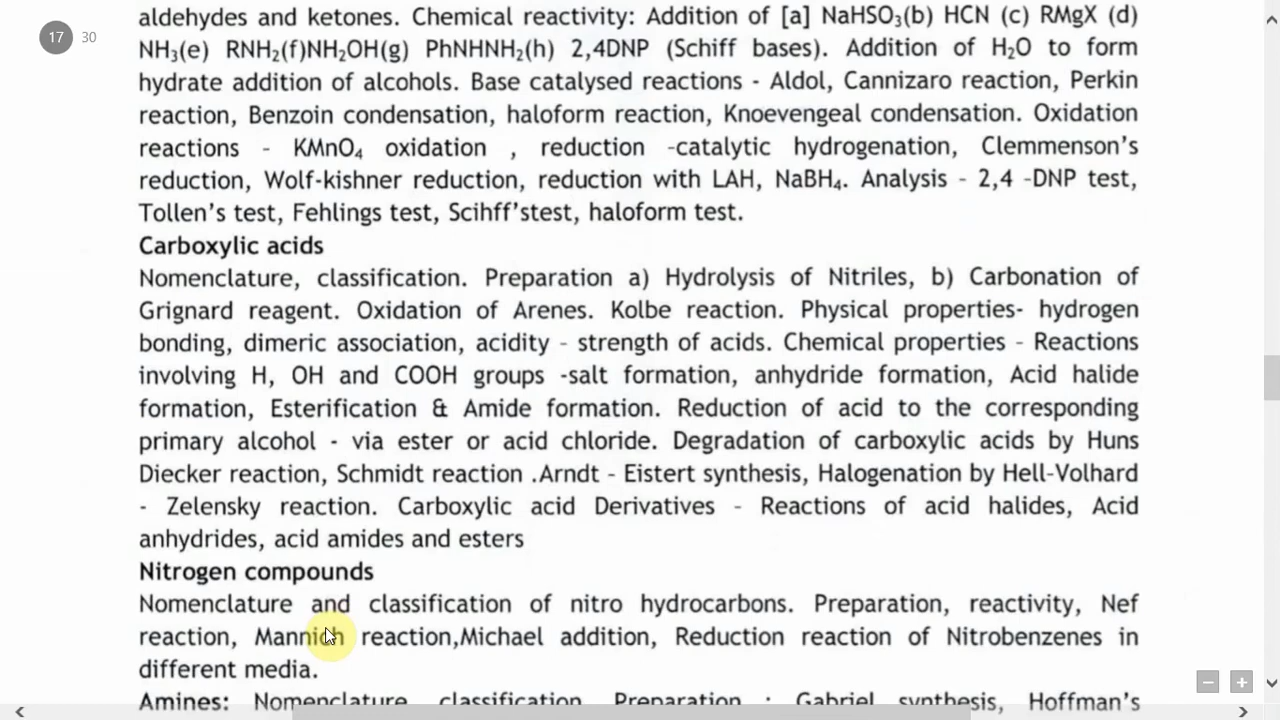 17 30
aldehydes and ketones. Chemical reactivity: Addition of [a] NaHSO₃(b) HCN (c) RMgX (d)
NH₃(e) RNH₂(f)NH₂OH(g) PhNHNH₂(h) 2,4DNP (Schiff bases). Addition of H₂O to form
hydrate addition of alcohols. Base catalysed reactions - Aldol, Cannizaro reaction, Perkin
reaction, Benzoin condensation, haloform reaction, Knoevengeal condensation. Oxidation
reactions - KMnO₄ oxidation , reduction -catalytic hydrogenation, Clemmenson's
reduction, Wolf-kishner reduction, reduction with LAH, NaBH₄. Analysis - 2,4 -DNP test,
Tollen's test, Fehlings test, Scihff'stest, haloform test.
Carboxylic acids
Nomenclature, classification. Preparation a) Hydrolysis of Nitriles, b) Carbonation of
Grignard reagent. Oxidation of Arenes. Kolbe reaction. Physical properties- hydrogen
bonding, dimeric association, acidity - strength of acids. Chemical properties - Reactions
involving H, OH and COOH groups -salt formation, anhydride formation, Acid halide
formation, Esterification & Amide formation. Reduction of acid to the corresponding
primary alcohol - via ester or acid chloride. Degradation of carboxylic acids by Huns
Diecker reaction, Schmidt reaction .Arndt - Eistert synthesis, Halogenation by Hell-Volhard
- Zelensky reaction. Carboxylic acid Derivatives - Reactions of acid halides, Acid
anhydrides, acid amides and esters
Nitrogen compounds
Nomenclature and classification of nitro hydrocarbons. Preparation, reactivity, Nef
reaction, Mannich reaction,Michael addition, Reduction reaction of Nitrobenzenes in
different media.
Amines: Nomenclature, classification, Preparation : Gabriel synthesis, Hoffman's